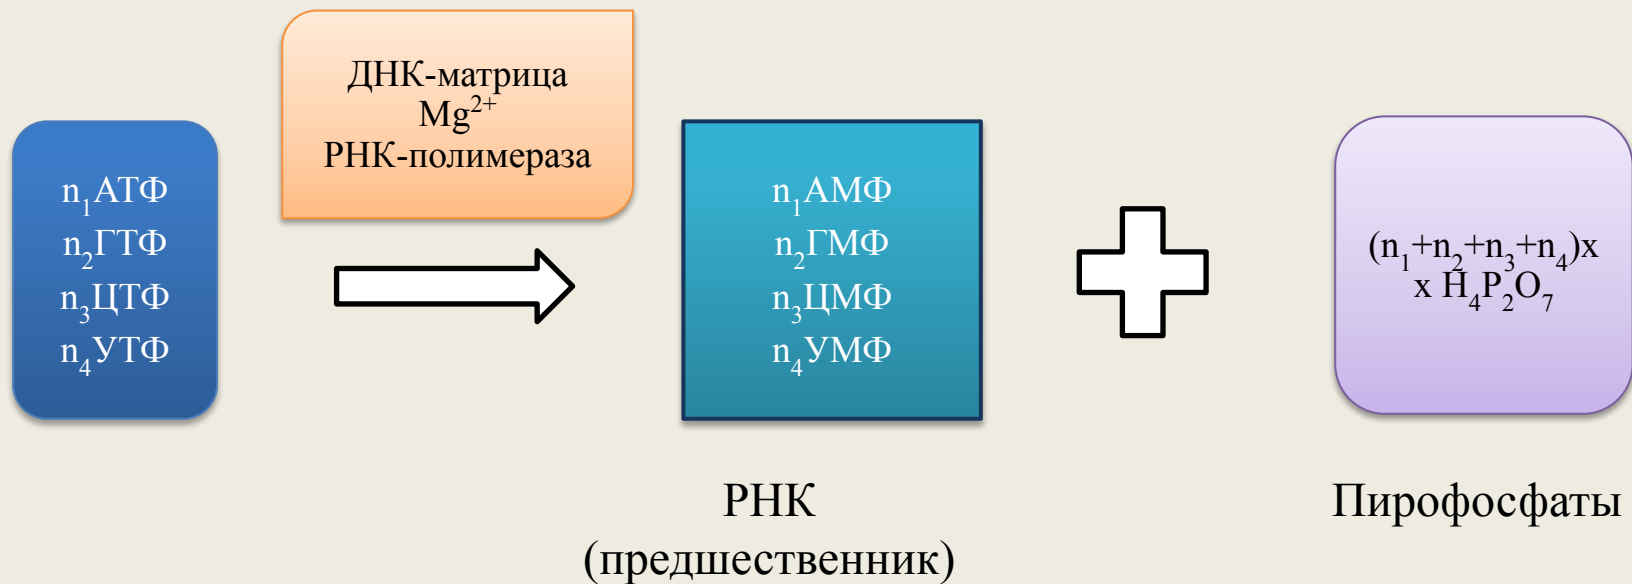 ДНК-матрица
Mg²⁺
РНК-полимераза
n₁АТФ
n₂ГТФ
n₃ЦТФ
n₄УТФ
n₁АМФ
n₂ГМФ
n₃ЦМФ
n₄УМФ
(n₁+n₂+n₃+n₄)x
x H₄P₂O₇
РНК
(предшественник)
Пирофосфаты